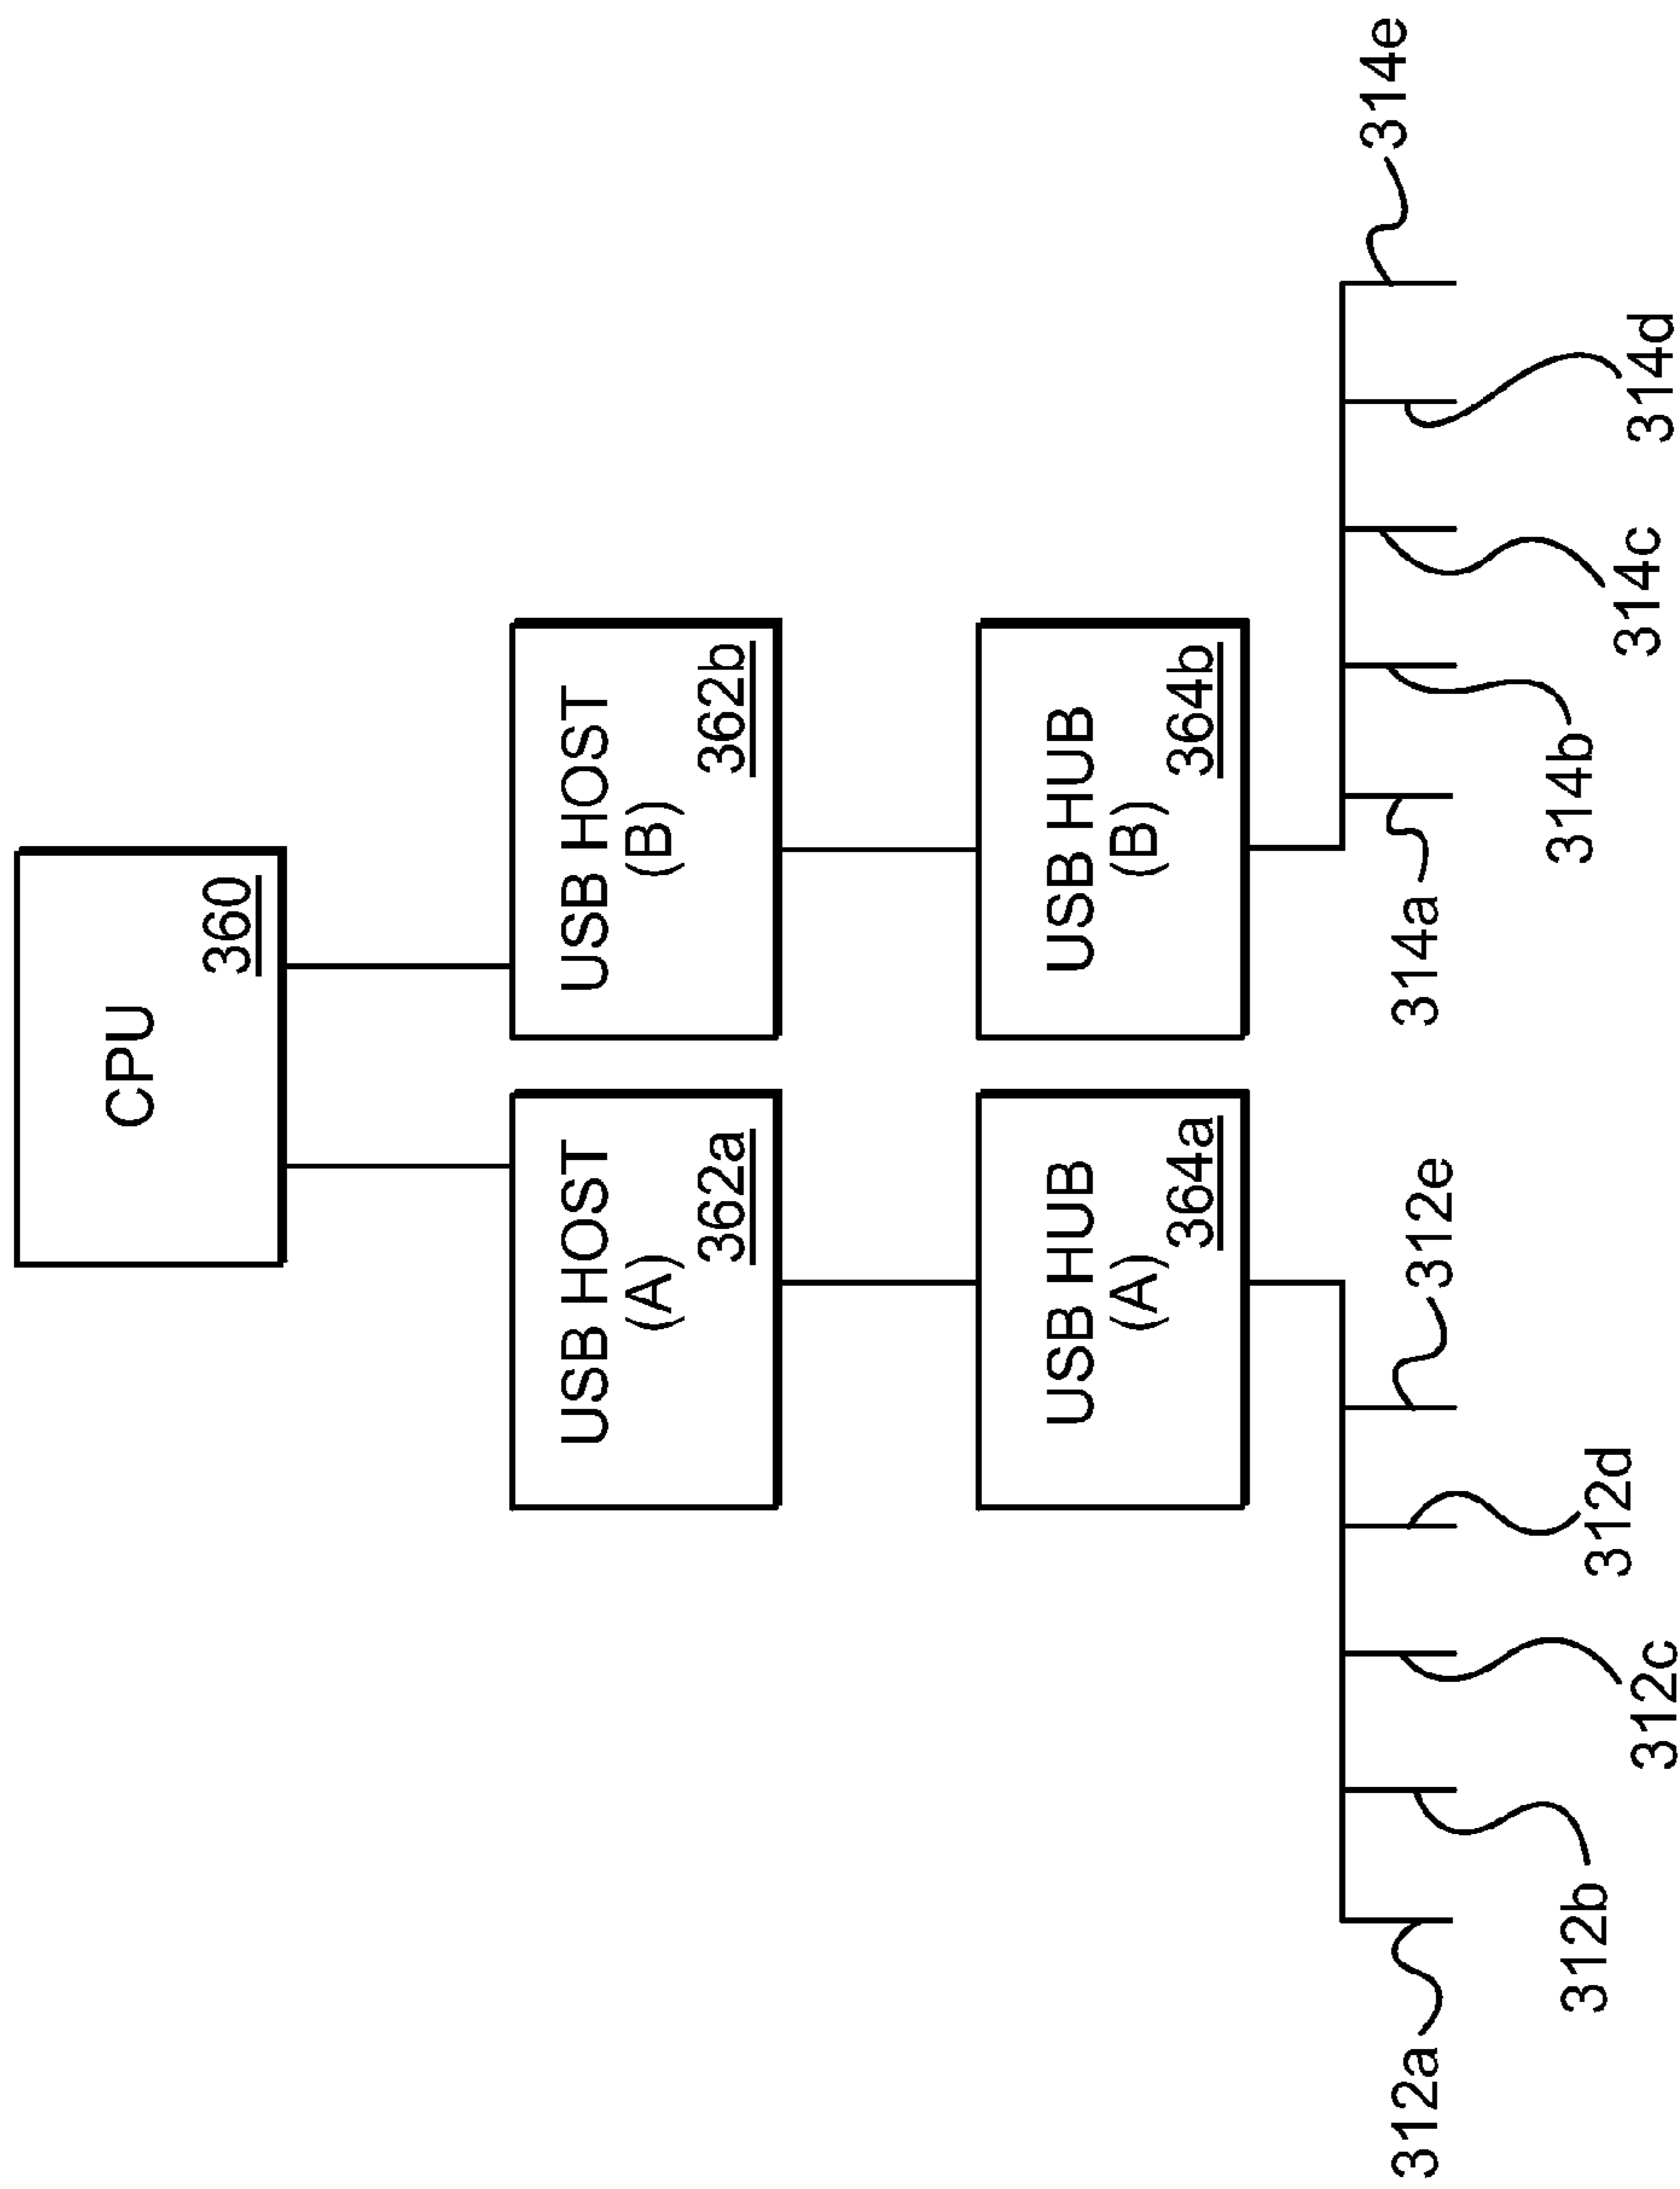 CPU
360
USB HOST
(A)
362a
USB HOST
(B)
362b
USB HUB
(A)
364a
USB HUB
(B)
364b
312a
312b
312c
312d
312e
314a
314b
314c
314d
314e